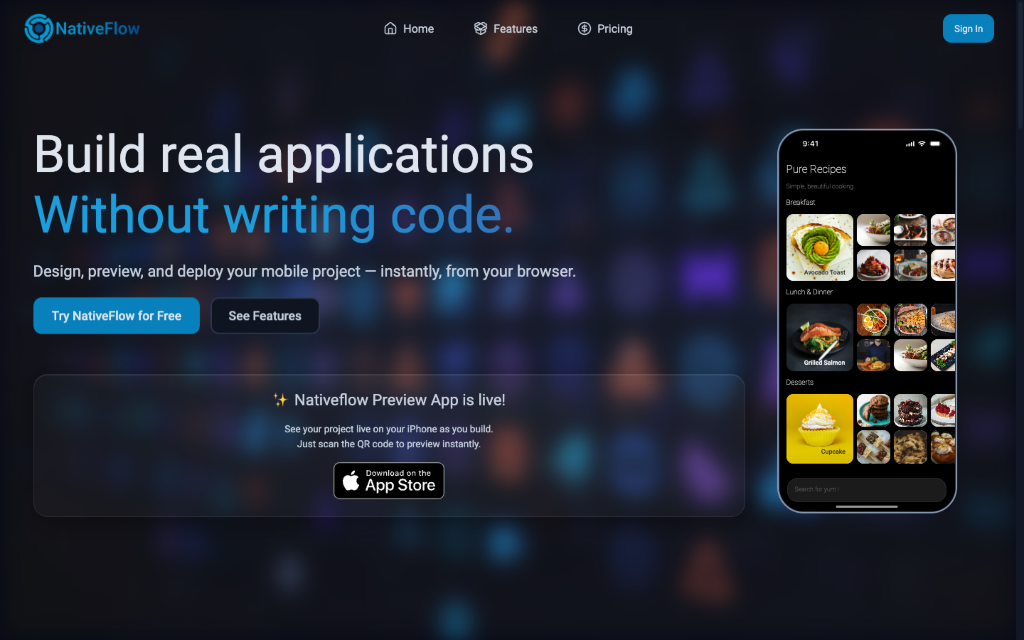 NativeFlow
Home
Features
Pricing
Sign In
Build real applications
Without writing code.
Design, preview, and deploy your mobile project — instantly, from your browser.
Try NativeFlow for Free
See Features
✨ Nativeflow Preview App is live!
See your project live on your iPhone as you build.
Just scan the QR code to preview instantly.
Download on the
App Store
9:41
Pure Recipes
Simple, beautiful cooking
Breakfast
Avocado Toast
Lunch & Dinner
Grilled Salmon
Desserts
Cupcake
Search for yum